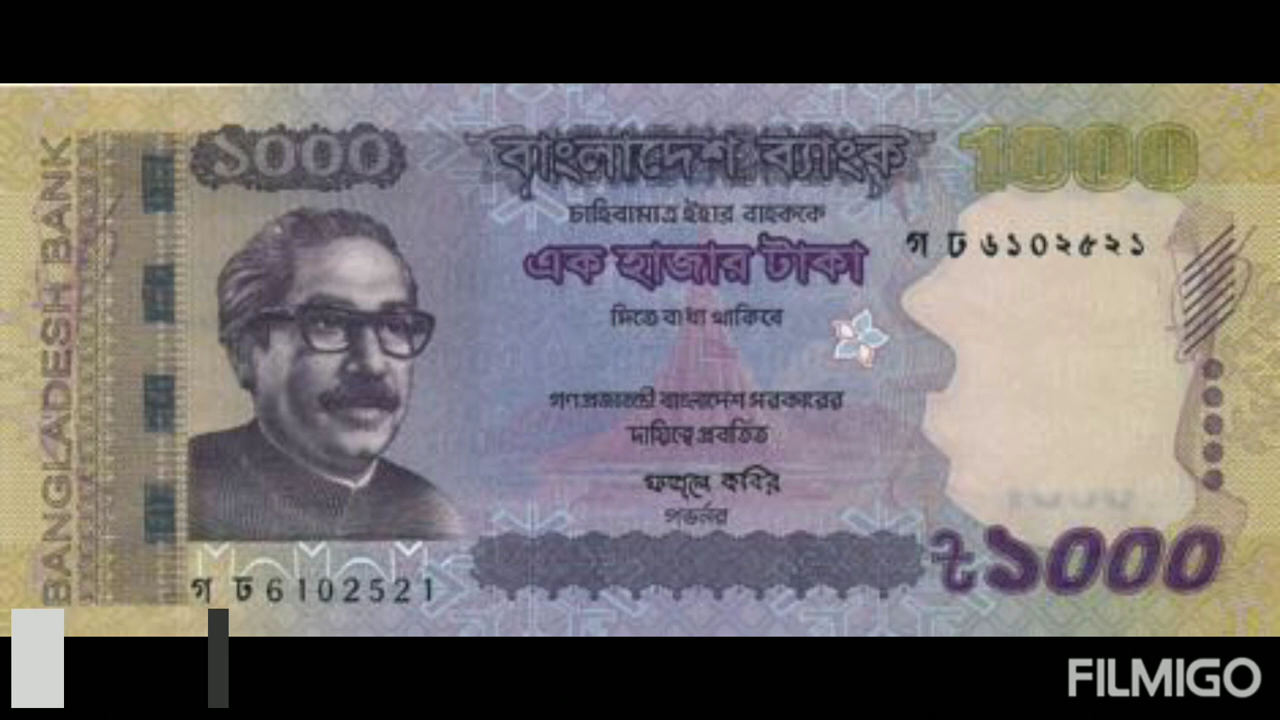 BANGLADESH BANK
১০০০
বাংলাদেশ ব্যাংক
1000
চাহিবামাত্র ইহার বাহককে
এক হাজার টাকা
দিতে বাধ্য থাকিবে
গ ঢ ৬১০২৫২১
গণপ্রজাতন্ত্রী বাংলাদেশ সরকারের
দায়িত্বে প্রবর্তিত
ফজলে কবির
গভর্নর
গ ঢ 6102521
৳১০০০
FILMIGO